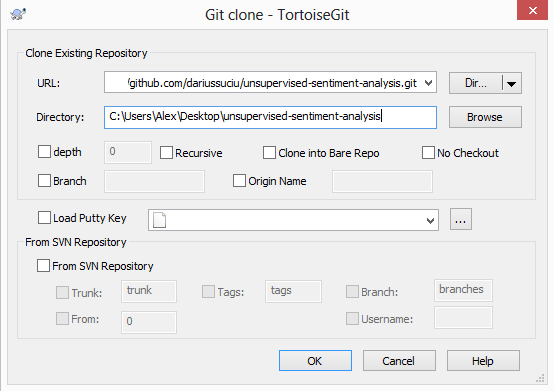 Git clone - TortoiseGit
Clone Existing Repository
URL: /github.com/dariussuciu/unsupervised-sentiment-analysis.git Dir...
Directory: C:\Users\Alex\Desktop\unsupervised-sentiment-analysis Browse
depth 0 Recursive Clone into Bare Repo No Checkout
Branch Origin Name
Load Putty Key ...
From SVN Repository
From SVN Repository
Trunk: trunk Tags: tags Branch: branches
From: 0 Username:
OK Cancel Help